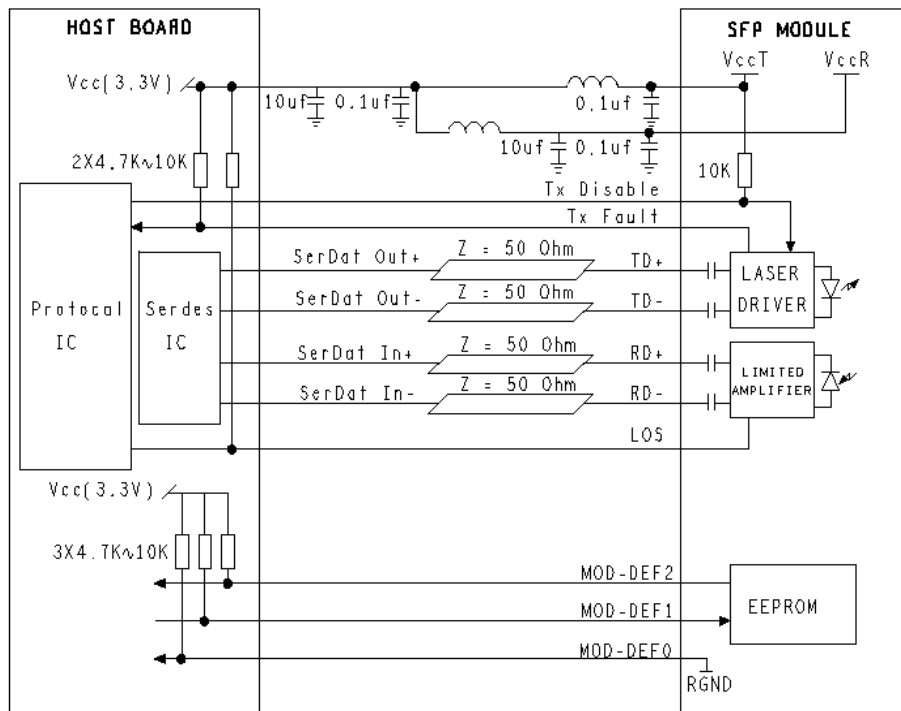 HOST BOARD
SFP MODULE
VccT
VccR
Vcc(3.3V)
10uf
0.1uf
0.1uf
10uf
0.1uf
2X4.7K~10K
10K
Tx Disable
Tx Fault
SerDat Out+
Z = 50 Ohm
TD+
SerDat Out-
Z = 50 Ohm
TD-
LASER
DRIVER
Protocal
IC
Serdes
IC
SerDat In+
Z = 50 Ohm
RD+
SerDat In-
Z = 50 Ohm
RD-
LIMITED
AMPLIFIER
LOS
Vcc(3.3V)
3X4.7K~10K
MOD-DEF2
MOD-DEF1
EEPROM
MOD-DEF0
RGND